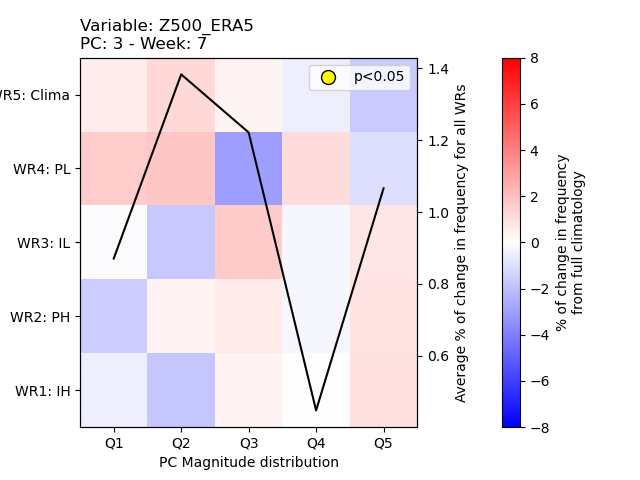 Variable: Z500_ERA5
PC: 3 - Week: 7
p<0.05
WR5: Clima
WR4: PL
WR3: IL
WR2: PH
WR1: IH
Q1 Q2 Q3 Q4 Q5
PC Magnitude distribution
1.4
1.2
1.0
0.8
0.6
Average % of change in frequency for all WRs
8
6
4
2
0
−2
−4
−6
−8
% of change in frequency
from full climatology